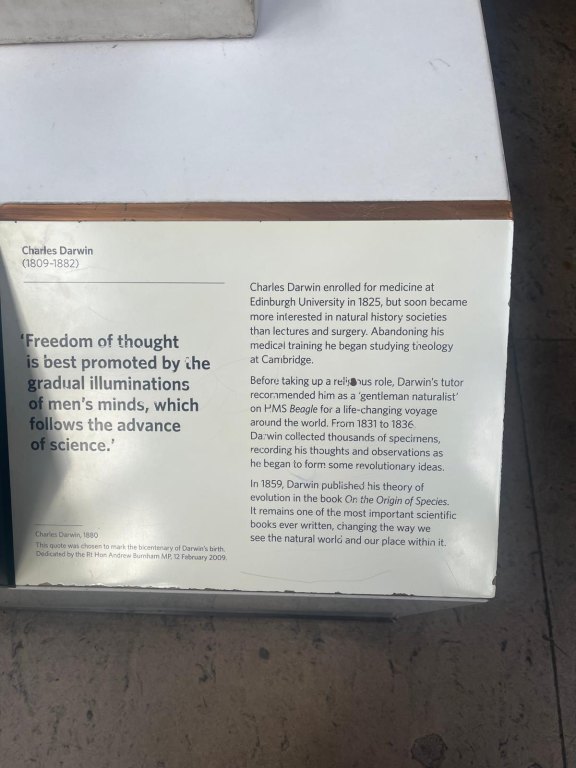 Charles Darwin
(1809-1882)
'Freedom of thought
is best promoted by the
gradual illuminations
of men's minds, which
follows the advance
of science.'
Charles Darwin, 1880
This quote was chosen to mark the bicentenary of Darwin's birth.
Dedicated by the Rt Hon Andrew Burnham MP, 12 February 2009.
Charles Darwin enrolled for medicine at
Edinburgh University in 1825, but soon became
more interested in natural history societies
than lectures and surgery. Abandoning his
medical training he began studying theology
at Cambridge.
Before taking up a religious role, Darwin's tutor
recommended him as a 'gentleman naturalist'
on HMS Beagle for a life-changing voyage
around the world. From 1831 to 1836
Darwin collected thousands of specimens,
recording his thoughts and observations as
he began to form some revolutionary ideas.
In 1859, Darwin published his theory of
evolution in the book On the Origin of Species.
It remains one of the most important scientific
books ever written, changing the way we
see the natural world and our place within it.